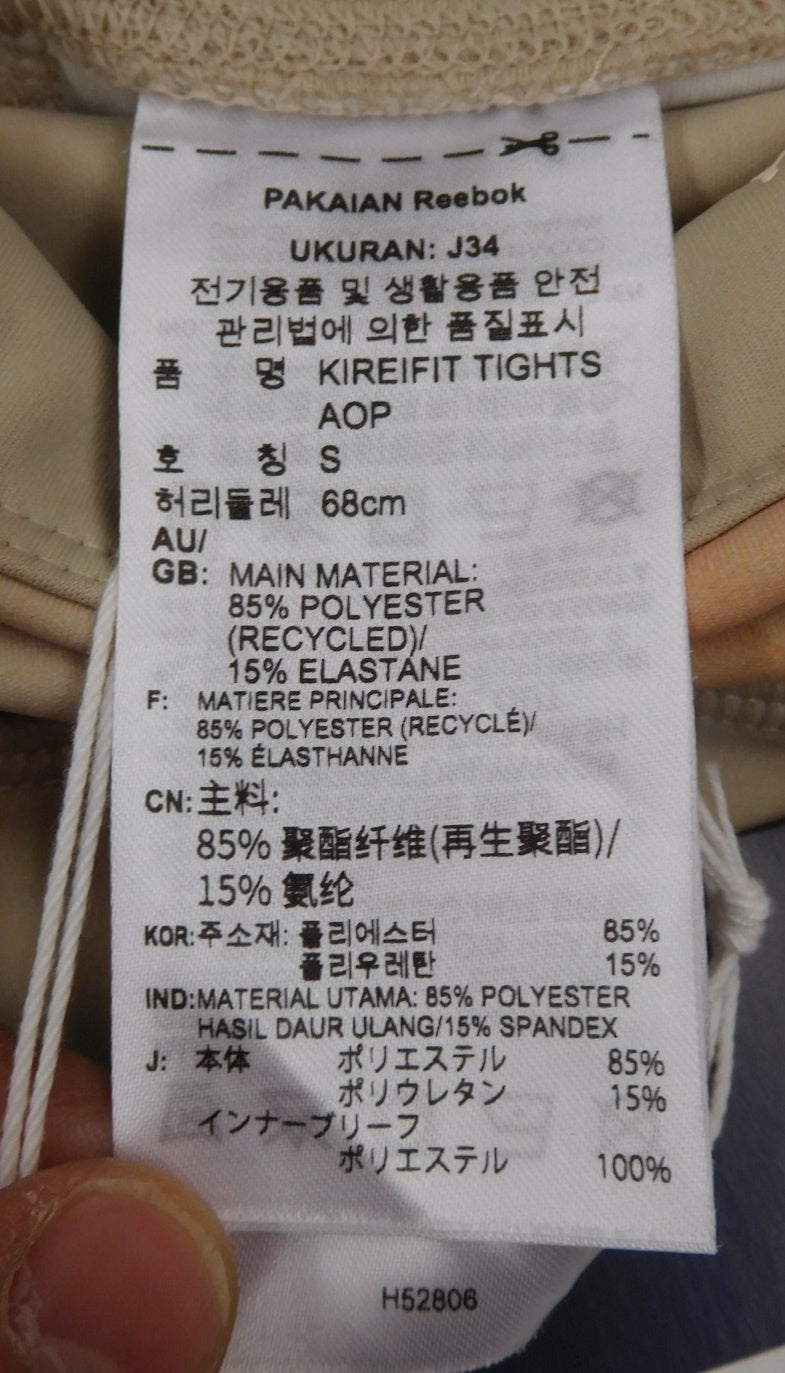 PAKAIAN Reebok
UKURAN: J34
전기용품 및 생활용품 안전
관리법에 의한 품질표시
품 명 KIREIFIT TIGHTS
AOP
호 칭 S
허리둘레 68cm
AU/
GB: MAIN MATERIAL:
85% POLYESTER
(RECYCLED)/
15% ELASTANE
F: MATIERE PRINCIPALE:
85% POLYESTER (RECYCLÉ)/
15% ÉLASTHANNE
CN: 主料:
85% 聚酯纤维(再生聚酯)/
15% 氨纶
KOR: 주소재: 폴리에스터 85%
폴리우레탄 15%
IND: MATERIAL UTAMA: 85% POLYESTER
HASIL DAUR ULANG/15% SPANDEX
J: 本体 ポリエステル 85%
ポリウレタン 15%
インナーブリーフ
ポリエステル 100%
H52806